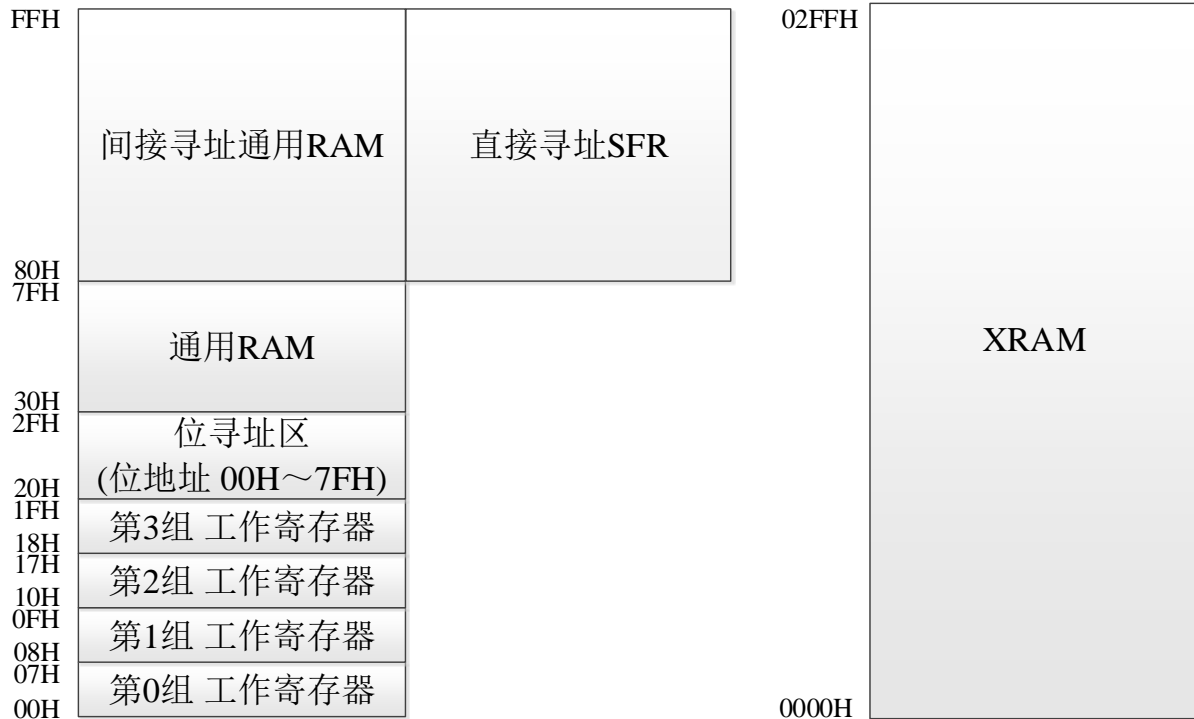 FFH
间接寻址通用RAM
直接寻址SFR
80H
7FH
通用RAM
30H
2FH
位寻址区
(位地址 00H～7FH)
20H
1FH
第3组 工作寄存器
18H
17H
第2组 工作寄存器
10H
0FH
第1组 工作寄存器
08H
07H
第0组 工作寄存器
00H
02FFH
XRAM
0000H